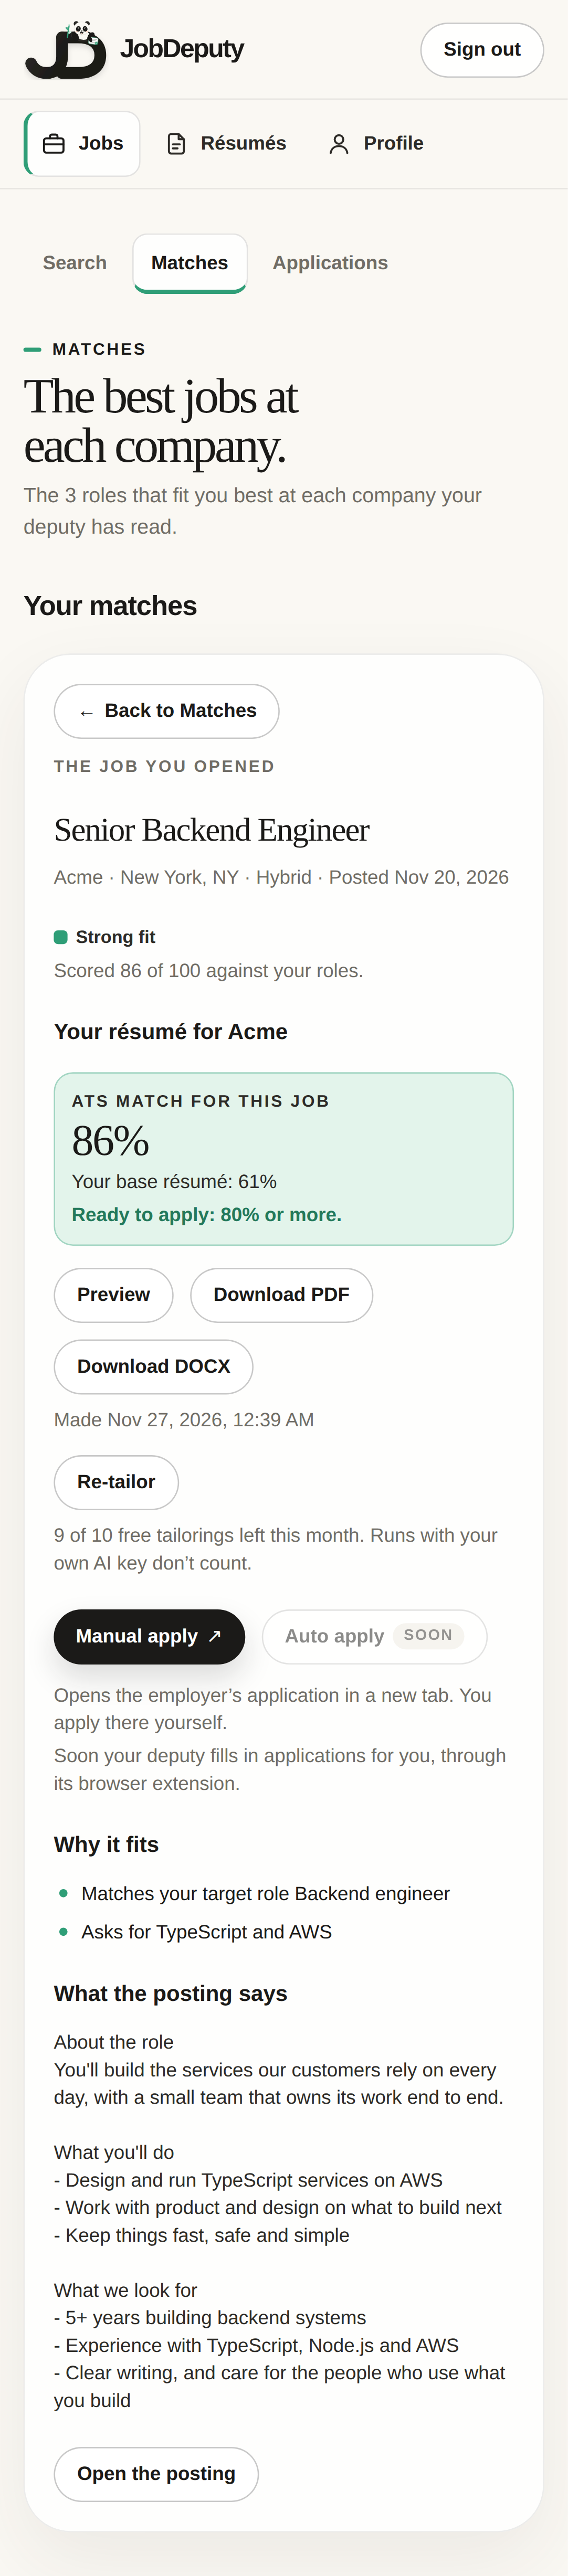 JobDeputy
Sign out
Jobs
Résumés
Profile
Search
Matches
Applications
MATCHES
The best jobs at
each company.
The 3 roles that fit you best at each company your
deputy has read.
Your matches
← Back to Matches
THE JOB YOU OPENED
Senior Backend Engineer
Acme · New York, NY · Hybrid · Posted Nov 20, 2026
Strong fit
Scored 86 of 100 against your roles.
Your résumé for Acme
ATS MATCH FOR THIS JOB
86%
Your base résumé: 61%
Ready to apply: 80% or more.
Preview
Download PDF
Download DOCX
Made Nov 27, 2026, 12:39 AM
Re-tailor
9 of 10 free tailorings left this month. Runs with your
own AI key don’t count.
Manual apply ↗
Auto apply SOON
Opens the employer’s application in a new tab. You
apply there yourself.
Soon your deputy fills in applications for you, through
its browser extension.
Why it fits
Matches your target role Backend engineer
Asks for TypeScript and AWS
What the posting says
About the role
You'll build the services our customers rely on every
day, with a small team that owns its work end to end.
What you'll do
- Design and run TypeScript services on AWS
- Work with product and design on what to build next
- Keep things fast, safe and simple
What we look for
- 5+ years building backend systems
- Experience with TypeScript, Node.js and AWS
- Clear writing, and care for the people who use what
you build
Open the posting